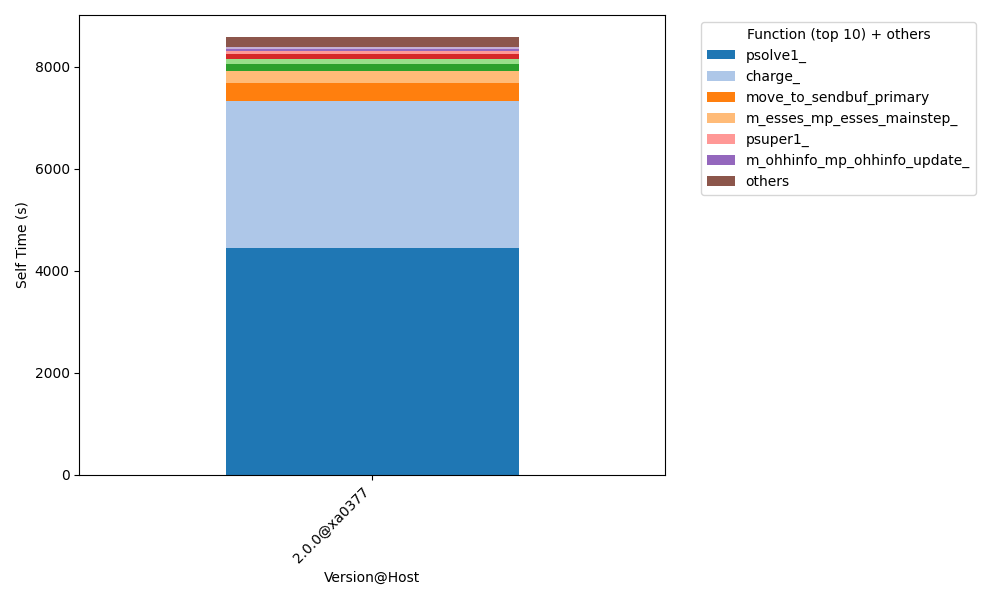 Function (top 10) + others
psolve1_
charge_
move_to_sendbuf_primary
m_esses_mp_esses_mainstep_
psuper1_
m_ohhinfo_mp_ohhinfo_update_
others
Self Time (s)
8000
6000
4000
2000
0
2.0.0@xa0377
Version@Host